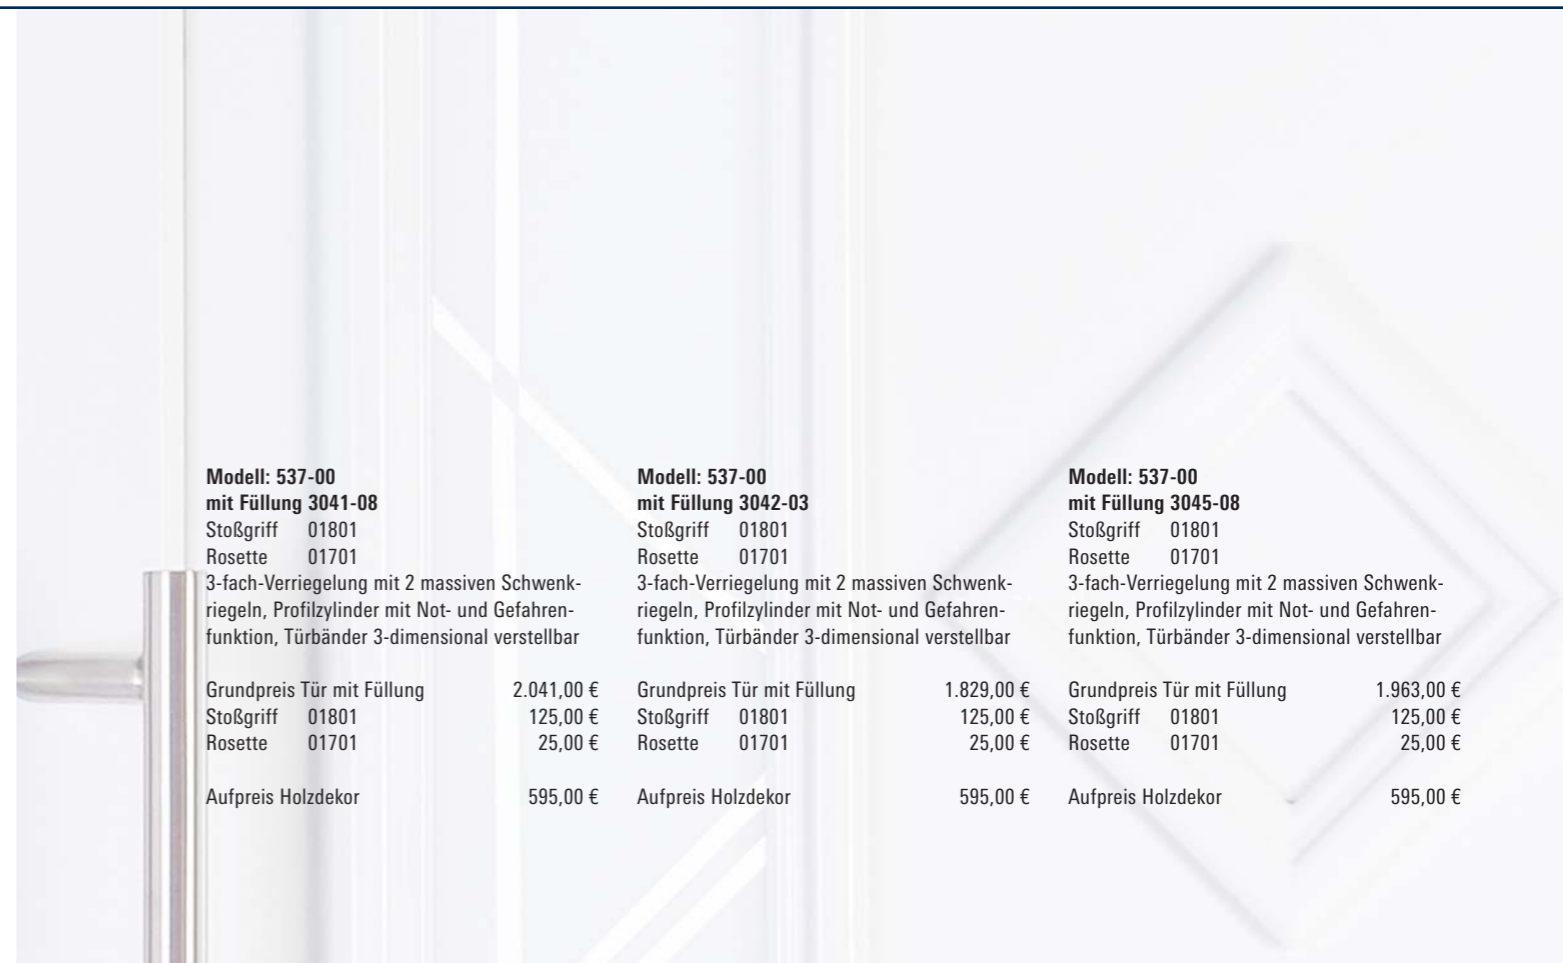 Modell: 537-00
mit Füllung 3041-08
Stoßgriff 01801
Rosette 01701
3-fach-Verriegelung mit 2 massiven Schwenk-
riegeln, Profilzylinder mit Not- und Gefahren-
funktion, Türbänder 3-dimensional verstellbar
Grundpreis Tür mit Füllung 2.041,00 €
Stoßgriff 01801 125,00 €
Rosette 01701 25,00 €
Aufpreis Holzdekor 595,00 €
Modell: 537-00
mit Füllung 3042-03
Stoßgriff 01801
Rosette 01701
3-fach-Verriegelung mit 2 massiven Schwenk-
riegeln, Profilzylinder mit Not- und Gefahren-
funktion, Türbänder 3-dimensional verstellbar
Grundpreis Tür mit Füllung 1.829,00 €
Stoßgriff 01801 125,00 €
Rosette 01701 25,00 €
Aufpreis Holzdekor 595,00 €
Modell: 537-00
mit Füllung 3045-08
Stoßgriff 01801
Rosette 01701
3-fach-Verriegelung mit 2 massiven Schwenk-
riegeln, Profilzylinder mit Not- und Gefahren-
funktion, Türbänder 3-dimensional verstellbar
Grundpreis Tür mit Füllung 1.963,00 €
Stoßgriff 01801 125,00 €
Rosette 01701 25,00 €
Aufpreis Holzdekor 595,00 €